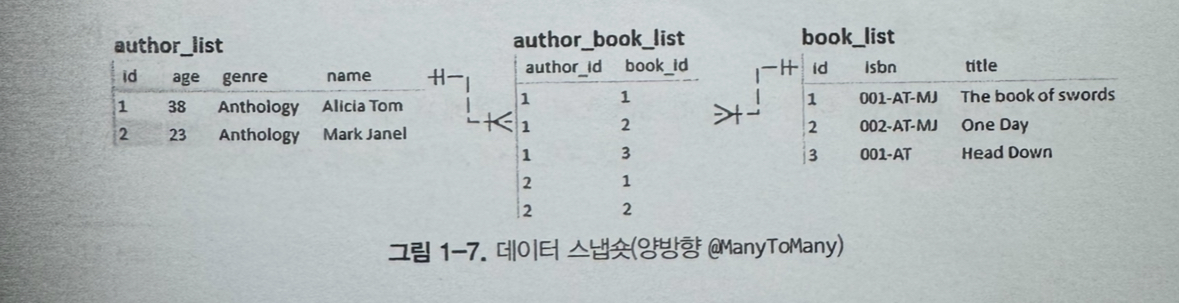 author_list
id age genre name
1 38 Anthology Alicia Tom
2 23 Anthology Mark Janel
author_book_list
author_id book_id
1 1
1 2
1 3
2 1
2 2
book_list
id isbn title
1 001-AT-MJ The book of swords
2 002-AT-MJ One Day
3 001-AT Head Down
그림 1-7. 데이터 스냅숏(양방향 @ManyToMany)